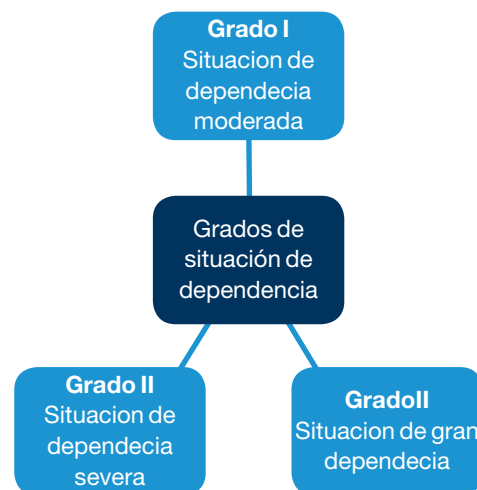 Grado I
Situacion de
dependecia
moderada
Grados de
situación de
dependencia
Grado II
Situacion de
dependecia
severa
GradoII
Situacion de gran
dependecia